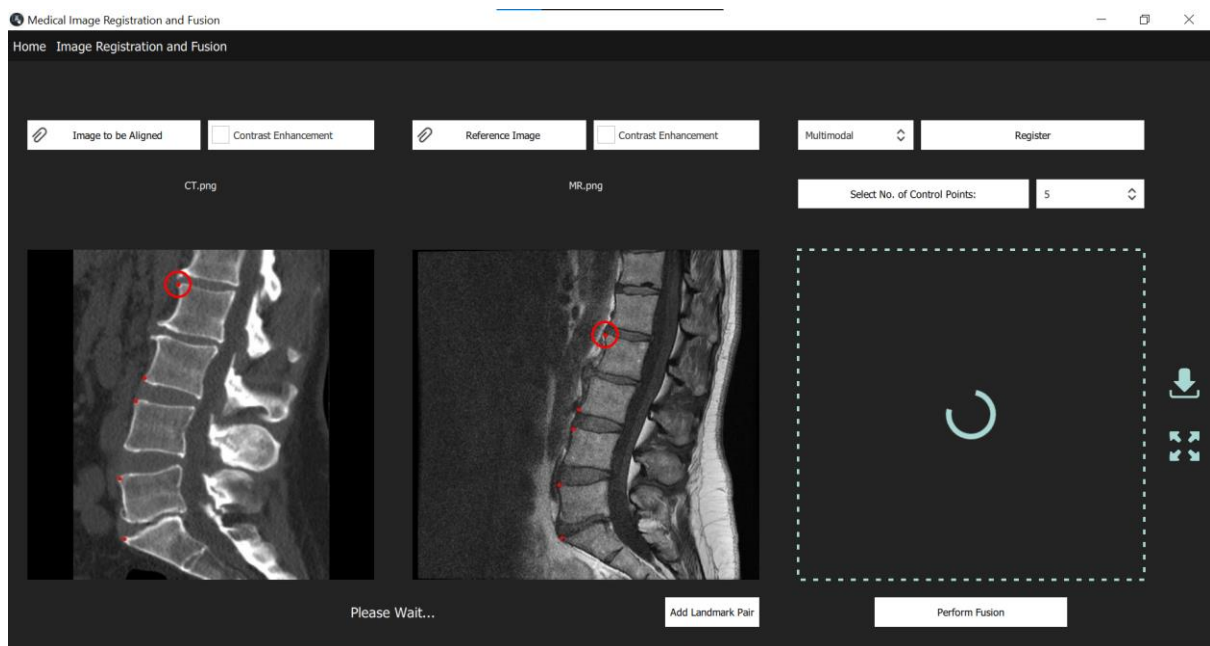 Medical Image Registration and Fusion
Home Image Registration and Fusion
Image to be Aligned
Contrast Enhancement
Reference Image
Contrast Enhancement
Multimodal
Register
CT.png
MR.png
Select No. of Control Points:
5
Please Wait...
Add Landmark Pair
Perform Fusion